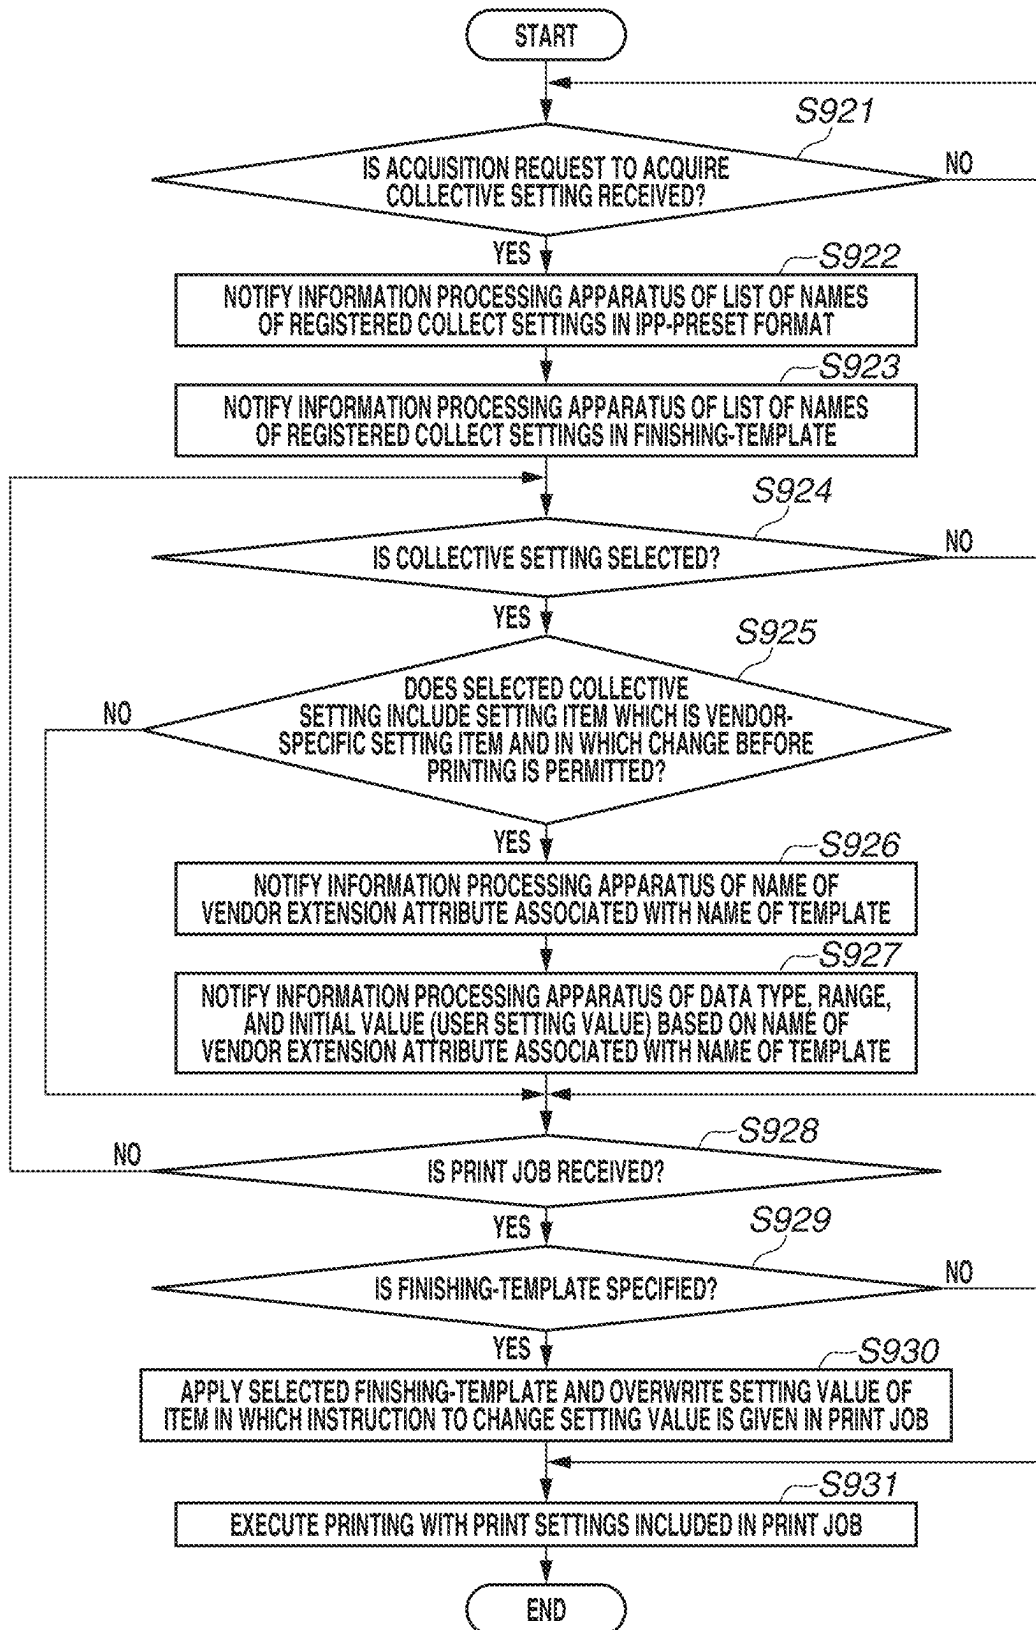 START
S921
IS ACQUISITION REQUEST TO ACQUIRE
COLLECTIVE SETTING RECEIVED?
NO
YES
S922
NOTIFY INFORMATION PROCESSING APPARATUS OF LIST OF NAMES
OF REGISTERED COLLECT SETTINGS IN IPP-PRESET FORMAT
S923
NOTIFY INFORMATION PROCESSING APPARATUS OF LIST OF NAMES
OF REGISTERED COLLECT SETTINGS IN FINISHING-TEMPLATE
S924
IS COLLECTIVE SETTING SELECTED?
NO
YES
S925
DOES SELECTED COLLECTIVE
SETTING INCLUDE SETTING ITEM WHICH IS VENDOR-
SPECIFIC SETTING ITEM AND IN WHICH CHANGE BEFORE
PRINTING IS PERMITTED?
NO
YES
S926
NOTIFY INFORMATION PROCESSING APPARATUS OF NAME OF
VENDOR EXTENSION ATTRIBUTE ASSOCIATED WITH NAME OF TEMPLATE
S927
NOTIFY INFORMATION PROCESSING APPARATUS OF DATA TYPE, RANGE,
AND INITIAL VALUE (USER SETTING VALUE) BASED ON NAME OF
VENDOR EXTENSION ATTRIBUTE ASSOCIATED WITH NAME OF TEMPLATE
S928
NO
IS PRINT JOB RECEIVED?
YES
S929
IS FINISHING-TEMPLATE SPECIFIED?
NO
YES
S930
APPLY SELECTED FINISHING-TEMPLATE AND OVERWRITE SETTING VALUE OF
ITEM IN WHICH INSTRUCTION TO CHANGE SETTING VALUE IS GIVEN IN PRINT JOB
S931
EXECUTE PRINTING WITH PRINT SETTINGS INCLUDED IN PRINT JOB
END